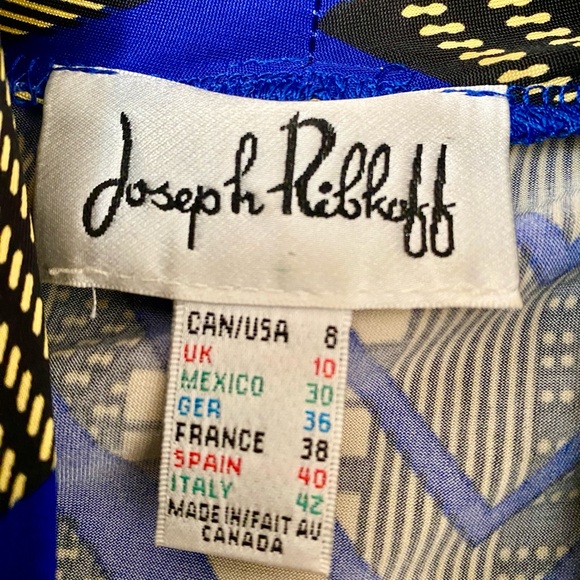 Joseph Ribkoff
CAN/USA 8
UK 10
MEXICO 30
GER 36
FRANCE 38
SPAIN 40
ITALY 42
MADE IN/FAIT AU
CANADA